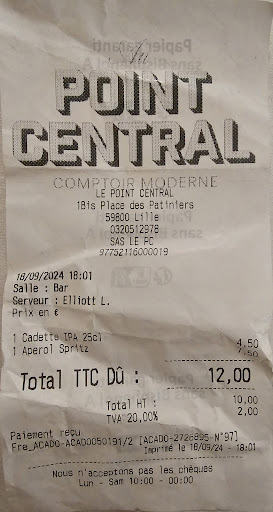 Au
POINT
CENTRAL
COMPTOIR MODERNE
LE POINT CENTRAL
18is Place des Patiniers
59800 Lille
0320512978
SAS LE PC
97752116000019
18/09/2024 18:01
Salle : Bar
Serveur : Elliott L.
Prix en €
1 Cadette IPA 25cl 4,50
1 Aperol Spritz 7,50
Total TTC Dû : 12,00
Total HT : 10,00
TVA 20,00% 2,00
Paiement reçu
Imprimé le 18/09/24 - 18:01
Nous n'acceptons pas les chèques
Lun - Sam 10:00 - 00:00